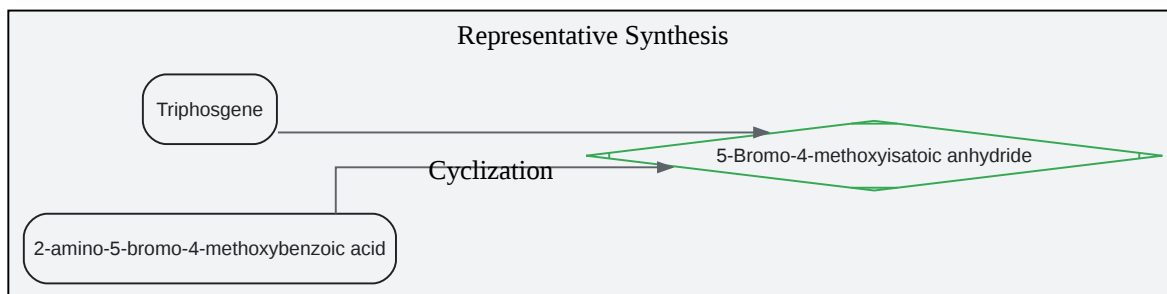 Representative Synthesis
Triphosgene
5-Bromo-4-methoxyisatoic anhydride
Cyclization
2-amino-5-bromo-4-methoxybenzoic acid